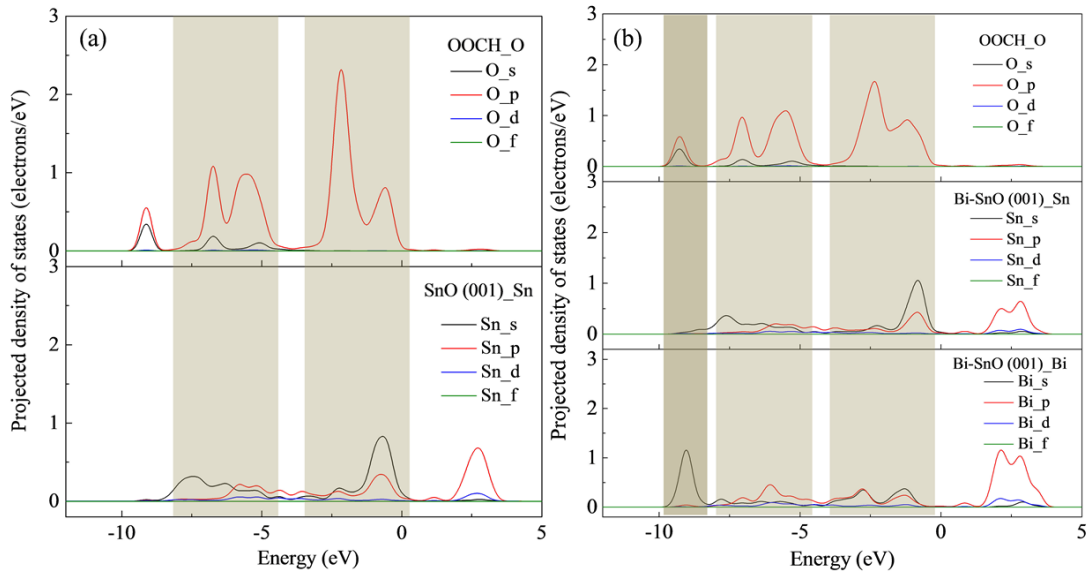 (a)
Projected density of states (electrons/eV)
3
OOCH_O
O_s
O_p
O_d
O_f
2
1
0
3
SnO (001)_Sn
Sn_s
Sn_p
Sn_d
Sn_f
2
1
0
-10
-5
0
5
Energy (eV)
(b)
Projected density of states (electrons/eV)
3
OOCH_O
O_s
O_p
O_d
O_f
2
1
0
3
Bi-SnO (001)_Sn
Sn_s
Sn_p
Sn_d
Sn_f
2
1
0
3
Bi-SnO (001)_Bi
Bi_s
Bi_p
Bi_d
Bi_f
2
1
0
-10
-5
0
5
Energy (eV)